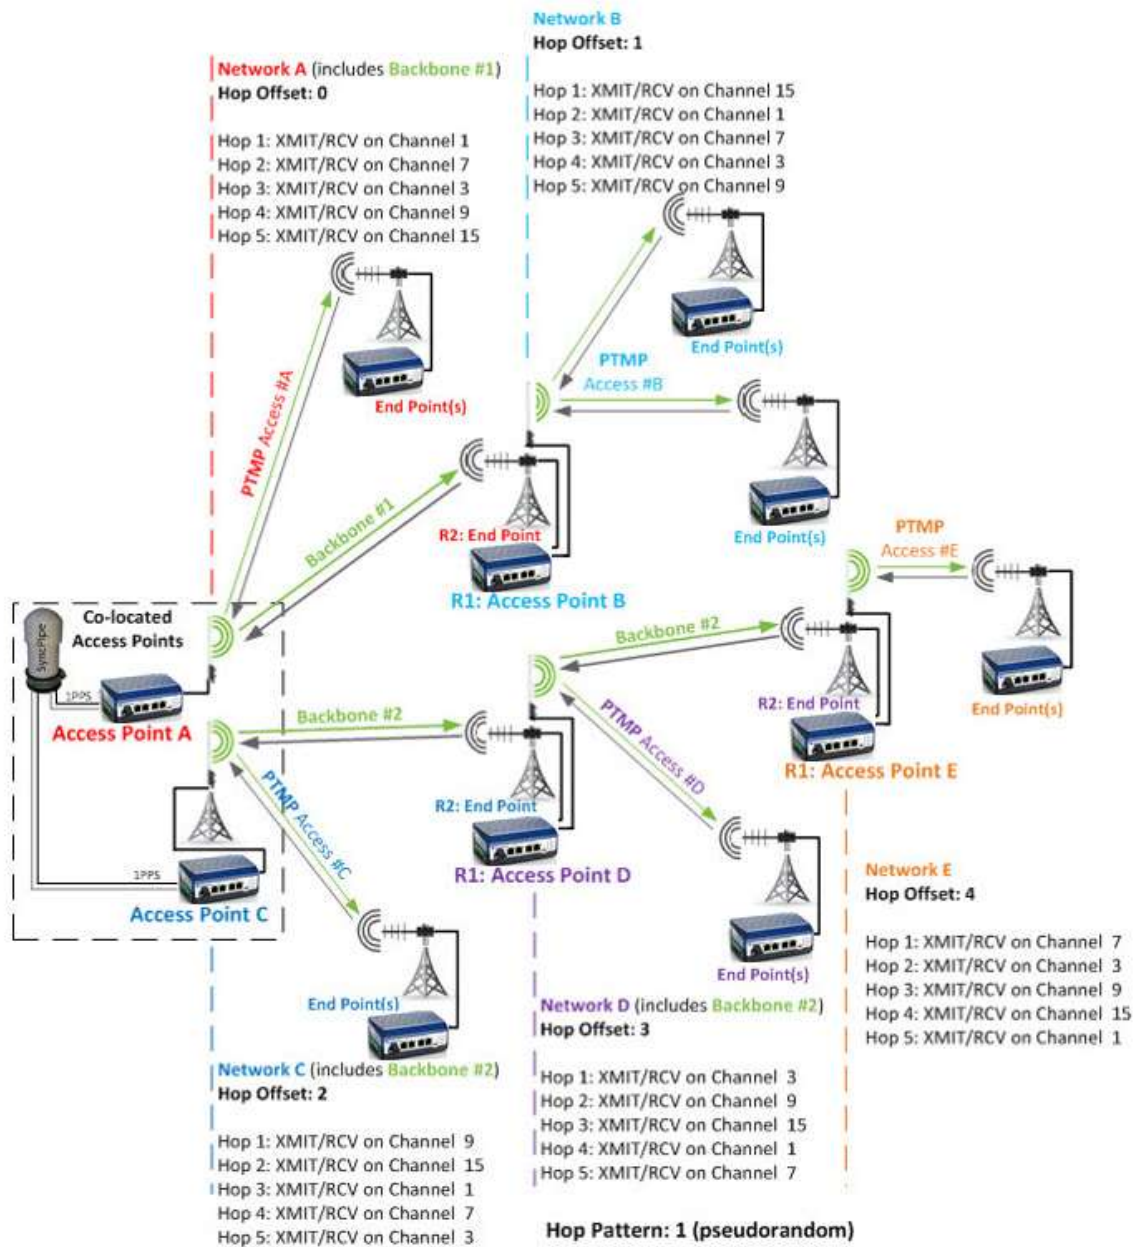 Network B
Hop Offset: 1
Hop 1: XMIT/RCV on Channel 15
Hop 2: XMIT/RCV on Channel 1
Hop 3: XMIT/RCV on Channel 7
Hop 4: XMIT/RCV on Channel 3
Hop 5: XMIT/RCV on Channel 9
Network A (includes Backbone #1)
Hop Offset: 0
Hop 1: XMIT/RCV on Channel 1
Hop 2: XMIT/RCV on Channel 7
Hop 3: XMIT/RCV on Channel 3
Hop 4: XMIT/RCV on Channel 9
Hop 5: XMIT/RCV on Channel 15
End Point(s)
PTMP Access #A
End Point(s)
PTMP
Access #B
End Point(s)
Backbone #1
R2: End Point
R1: Access Point B
PTMP
Access #E
End Point(s)
Co-located
Access Points
SyncPipe
1PPS
Access Point A
Backbone #2
R2: End Point
R1: Access Point E
Backbone #2
PTMP Access #D
R2: End Point
R1: Access Point D
PTMP Access #C
1PPS
Access Point C
End Point(s)
End Point(s)
Network E
Hop Offset: 4
Hop 1: XMIT/RCV on Channel 7
Hop 2: XMIT/RCV on Channel 3
Hop 3: XMIT/RCV on Channel 9
Hop 4: XMIT/RCV on Channel 15
Hop 5: XMIT/RCV on Channel 1
Network D (includes Backbone #2)
Hop Offset: 3
Hop 1: XMIT/RCV on Channel 3
Hop 2: XMIT/RCV on Channel 9
Hop 3: XMIT/RCV on Channel 15
Hop 4: XMIT/RCV on Channel 1
Hop 5: XMIT/RCV on Channel 7
Network C (includes Backbone #2)
Hop Offset: 2
Hop 1: XMIT/RCV on Channel 9
Hop 2: XMIT/RCV on Channel 15
Hop 3: XMIT/RCV on Channel 1
Hop 4: XMIT/RCV on Channel 7
Hop 5: XMIT/RCV on Channel 3
Hop Pattern: 1 (pseudorandom)